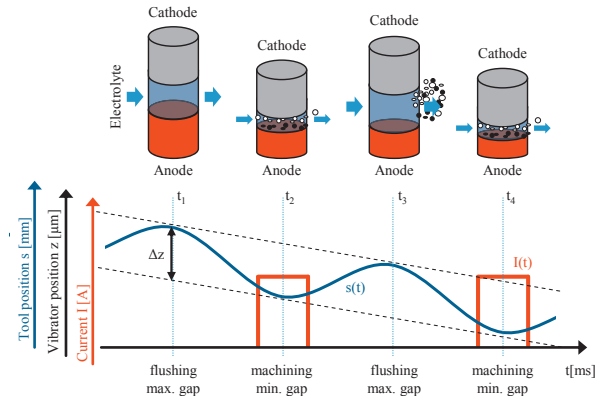 Cathode
Cathode
Cathode
Cathode
Electrolyte
Anode
Anode
Anode
Anode
t1
t2
t3
t4
Tool position s [mm]
Vibrator position z [µm]
Current I [A]
Δz
s(t)
I(t)
flushing
max. gap
machining
min. gap
flushing
max. gap
machining
min. gap
t[ms]